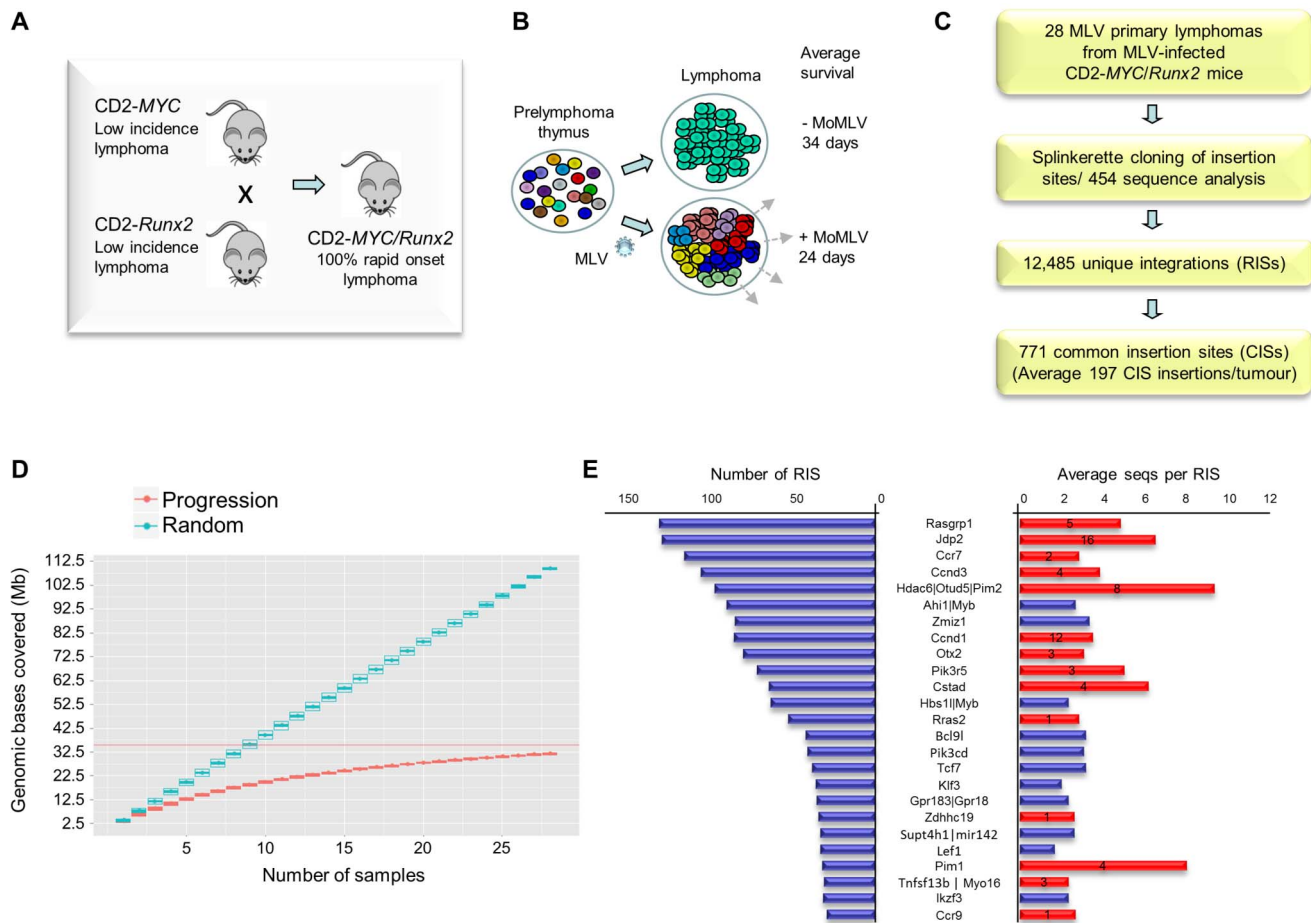 A
CD2-MYC
Low incidence
lymphoma
X
CD2-Runx2
Low incidence
lymphoma
CD2-MYC/Runx2
100% rapid onset
lymphoma
B
Prelymphoma
thymus
MLV
Lymphoma
Average
survival
- MoMLV
34 days
+ MoMLV
24 days
C
28 MLV primary lymphomas
from MLV-infected
CD2-MYC/Runx2 mice
Splinkerette cloning of insertion
sites/ 454 sequence analysis
12,485 unique integrations (RISs)
771 common insertion sites (CISs)
(Average 197 CIS insertions/tumour)
D
Progression
Random
Genomic bases covered (Mb)
112.5
102.5
92.5
82.5
72.5
62.5
52.5
42.5
32.5
22.5
12.5
2.5
5 10 15 20 25
Number of samples
E
Number of RIS
150 100 50 0
Average seqs per RIS
0 2 4 6 8 10 12
Rasgrp1 5
Jdp2 16
Ccr7 2
Ccnd3 4
Hdac6|Otud5|Pim2 8
Ahi1|Myb
Zmiz1
Ccnd1 12
Otx2 3
Pik3r5 3
Cstad 4
Hbs1l|Myb
Rras2 1
Bcl9l
Pik3cd
Tcf7
Klf3
Gpr183|Gpr18
Zdhhc19 1
Supt4h1|mir142
Lef1
Pim1 4
Tnfsf13b | Myo16 3
Ikzf3
Ccr9 1